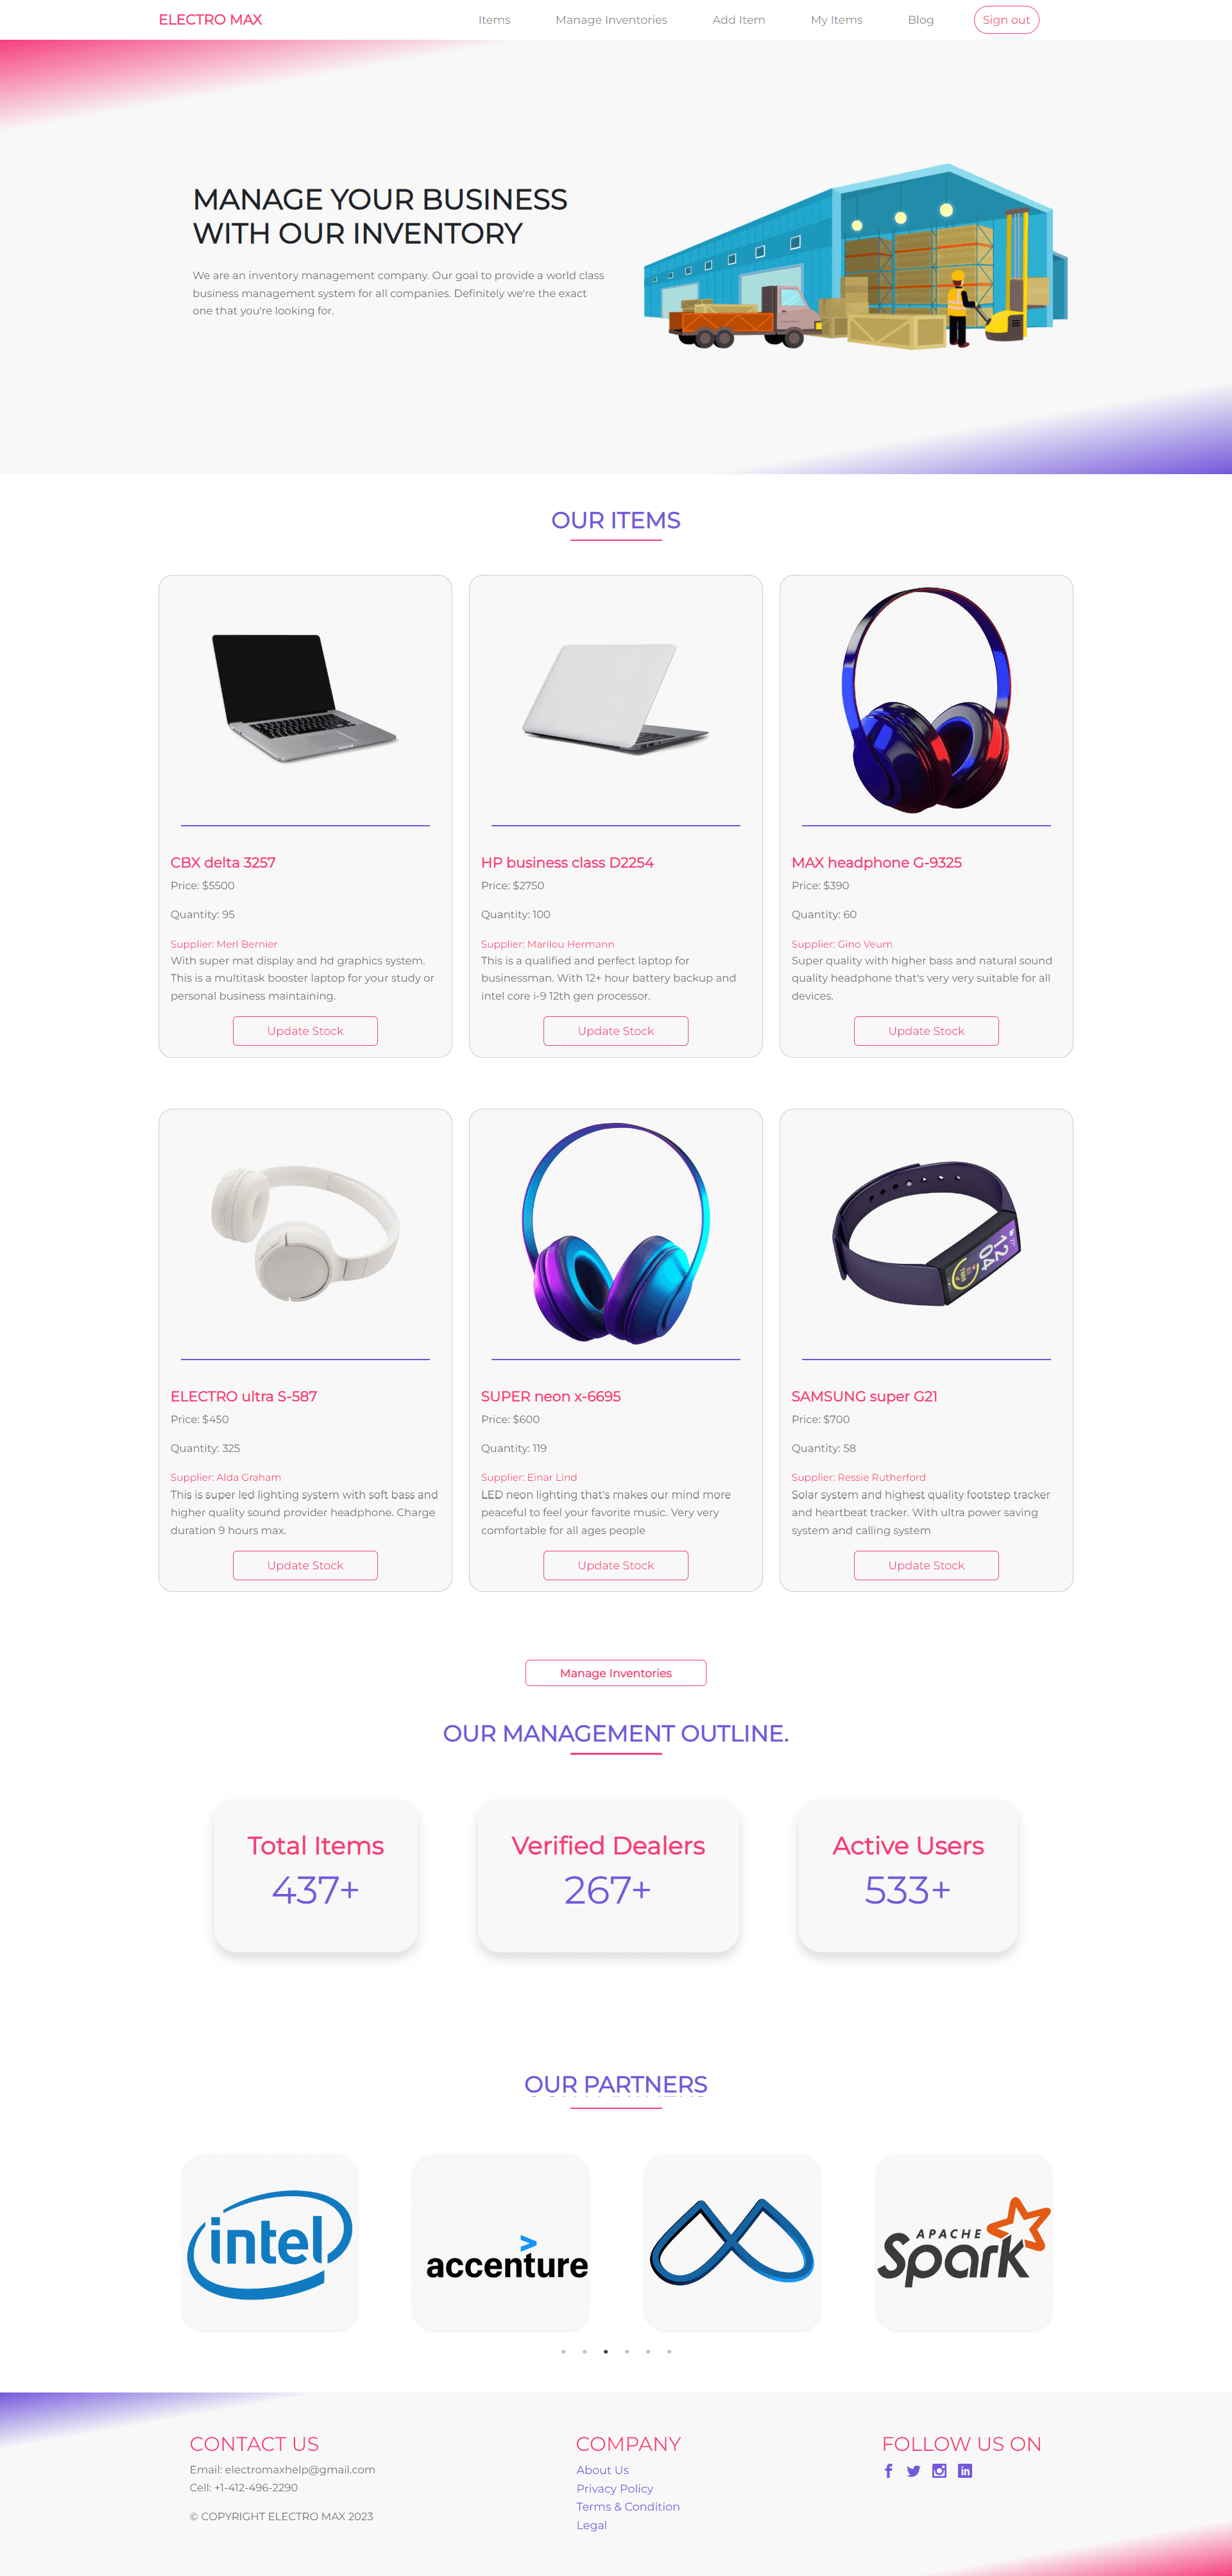 ELECTRO MAX
Items
Manage Inventories
Add Item
My Items
Blog
Sign out
MANAGE YOUR BUSINESS
WITH OUR INVENTORY
We are an inventory management company. Our goal to provide a world class
business management system for all companies. Definitely we're the exact
one that you're looking for.
OUR ITEMS
CBX delta 3257
Price: $5500
Quantity: 95
Supplier: Merl Bernier
With super mat display and hd graphics system.
This is a multitask booster laptop for your study or
personal business maintaining.
Update Stock
HP business class D2254
Price: $2750
Quantity: 100
Supplier: Marilou Hermann
This is a qualified and perfect laptop for
businessman. With 12+ hour battery backup and
intel core i-9 12th gen processor.
Update Stock
MAX headphone G-9325
Price: $390
Quantity: 60
Supplier: Gino Veum
Super quality with higher bass and natural sound
quality headphone that's very very suitable for all
devices.
Update Stock
ELECTRO ultra S-587
Price: $450
Quantity: 325
Supplier: Alda Graham
This is super led lighting system with soft bass and
higher quality sound provider headphone. Charge
duration 9 hours max.
Update Stock
SUPER neon x-6695
Price: $600
Quantity: 119
Supplier: Einar Lind
LED neon lighting that's makes our mind more
peaceful to feel your favorite music. Very very
comfortable for all ages people
Update Stock
12
04
SAMSUNG super G21
Price: $700
Quantity: 58
Supplier: Ressie Rutherford
Solar system and highest quality footstep tracker
and heartbeat tracker. With ultra power saving
system and calling system
Update Stock
Manage Inventories
OUR MANAGEMENT OUTLINE.
Total Items
437+
Verified Dealers
267+
Active Users
533+
OUR PARTNERS
intel
accenture
APACHE
Spark
CONTACT US
Email: electromaxhelp@gmail.com
Cell: +1-412-496-2290
© COPYRIGHT ELECTRO MAX 2023
COMPANY
About Us
Privacy Policy
Terms & Condition
Legal
FOLLOW US ON